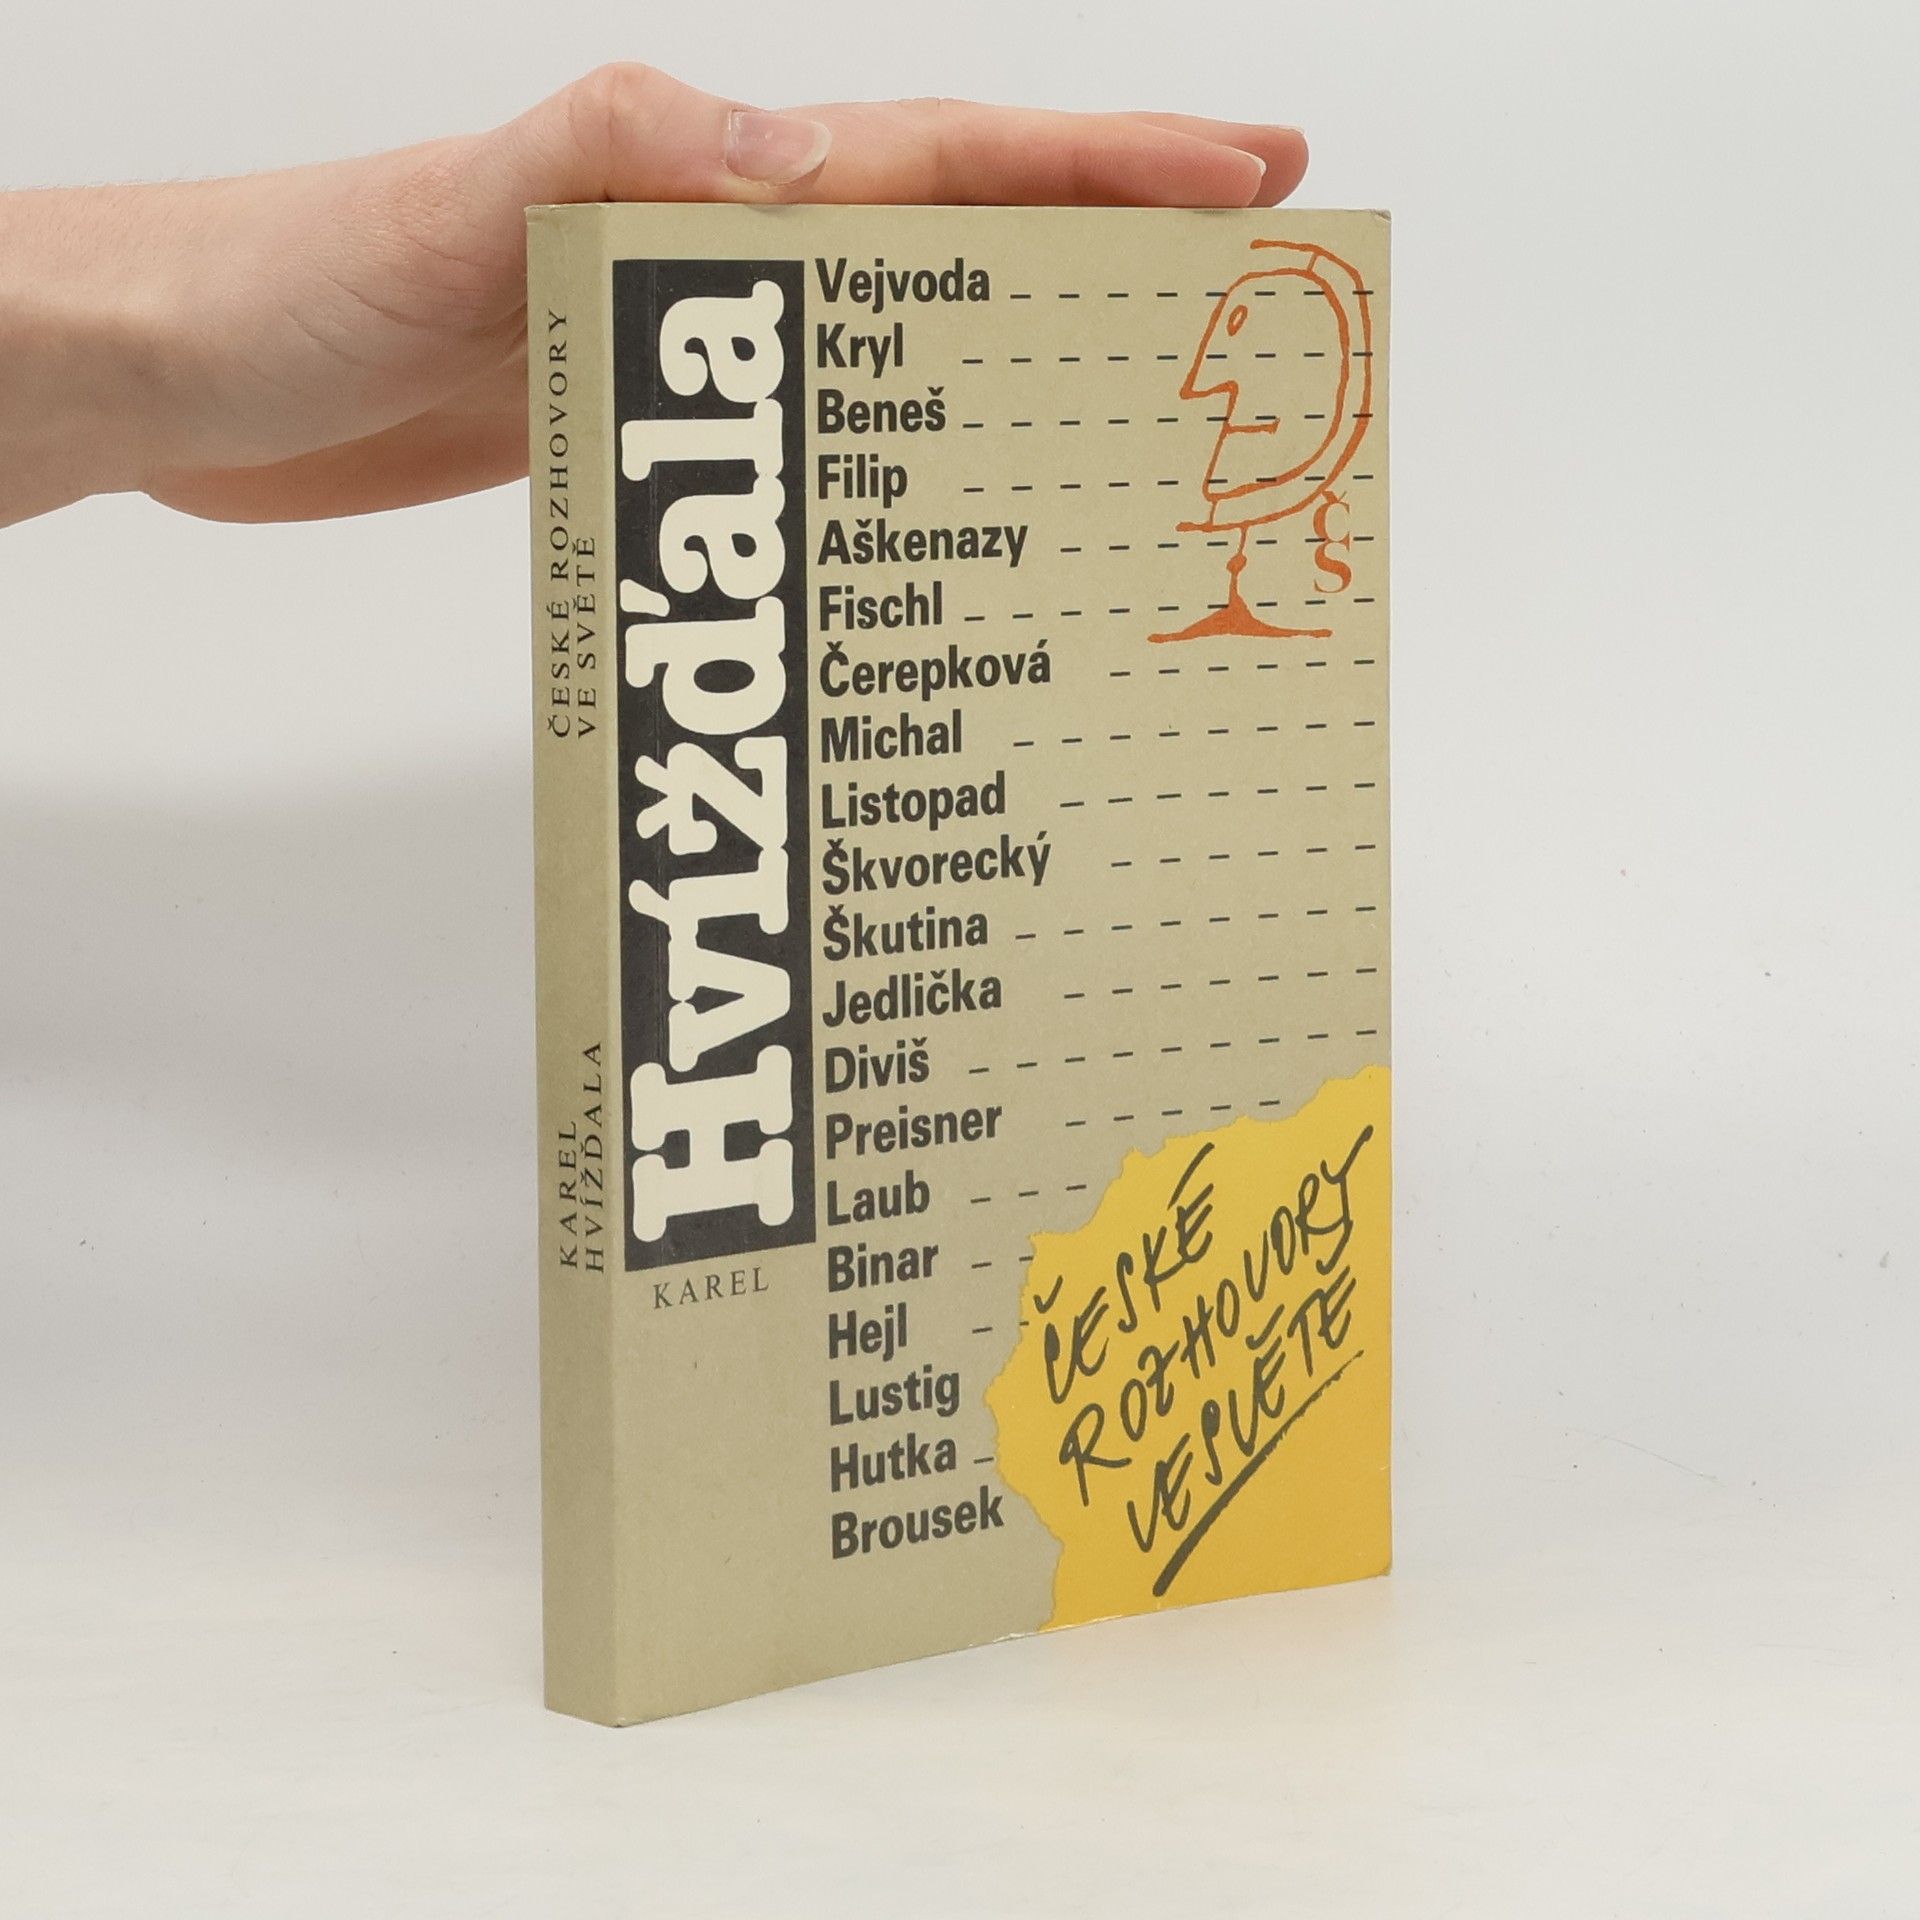 ČESKÉ ROZHOVORY
VE SVĚTĚ
KAREL
HVÍŽĎALA
Hvížďala
KAREL
Vejvoda
Kryl
Beneš
Filip
Aškenazy
Fischl
Čerepková
Michal
Listopad
Škvorecký
Škutina
Jedlička
Diviš
Preisner
Laub
Binar
Hejl
Lustig
Hutka
Brousek
ČS
ČESKÉ
ROZHOVORY
VE SVĚTĚ